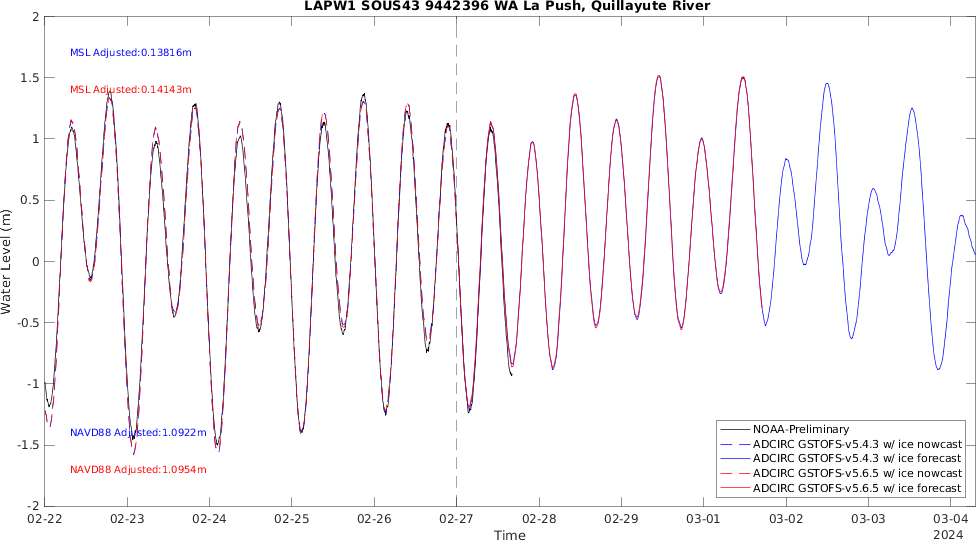 LAPW1 SOUS43 9442396 WA La Push, Quillayute River
2
1.5
1
0.5
0
-0.5
-1
-1.5
-2
Water Level (m)
MSL Adjusted:0.13816m
MSL Adjusted:0.14143m
NAVD88 Adjusted:1.0922m
NAVD88 Adjusted:1.0954m
NOAA-Preliminary
ADCIRC GSTOFS-v5.4.3 w/ ice nowcast
ADCIRC GSTOFS-v5.4.3 w/ ice forecast
ADCIRC GSTOFS-v5.6.5 w/ ice nowcast
ADCIRC GSTOFS-v5.6.5 w/ ice forecast
02-22 02-23 02-24 02-25 02-26 02-27 02-28 02-29 03-01 03-02 03-03 03-04
2024
Time